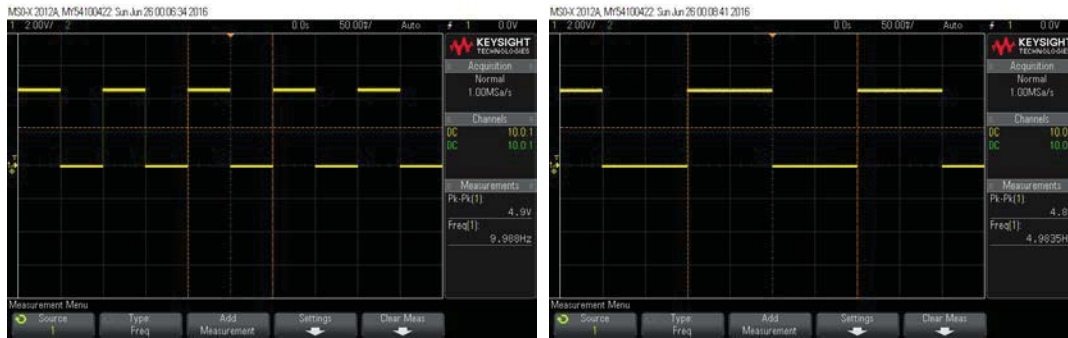 MSO-X 2012A, MY54100422: Sun Jun 26 00:06:34 2016
1 2.00V/ 2 0.0s 50.00%/ Auto 1 0.0V
KEYSIGHT
TECHNOLOGIES
Acquisition
Normal
1.00MSa/s
Channels
DC 10.0:1
DC 10.0:1
Measurements
Pk-Pk(1):
4.9V
Freq(1):
9.988Hz
Measurement Menu
Source
1
Type:
Freq
Add
Measurement
Settings
Clear Meas
MSO-X 2012A, MY54100422: Sun Jun 26 00:08:41 2016
1 2.00V/ 2 0.0s 50.00%/ Auto 1 0.0V
KEYSIGHT
TECHNOLOGIES
Acquisition
Normal
1.00MSa/s
Channels
DC 10.0
DC 10.0
Measurements
Pk-Pk(1):
4.8
Freq(1):
4.9835H
Measurement Menu
Source
1
Type:
Freq
Add
Measurement
Settings
Clear Meas